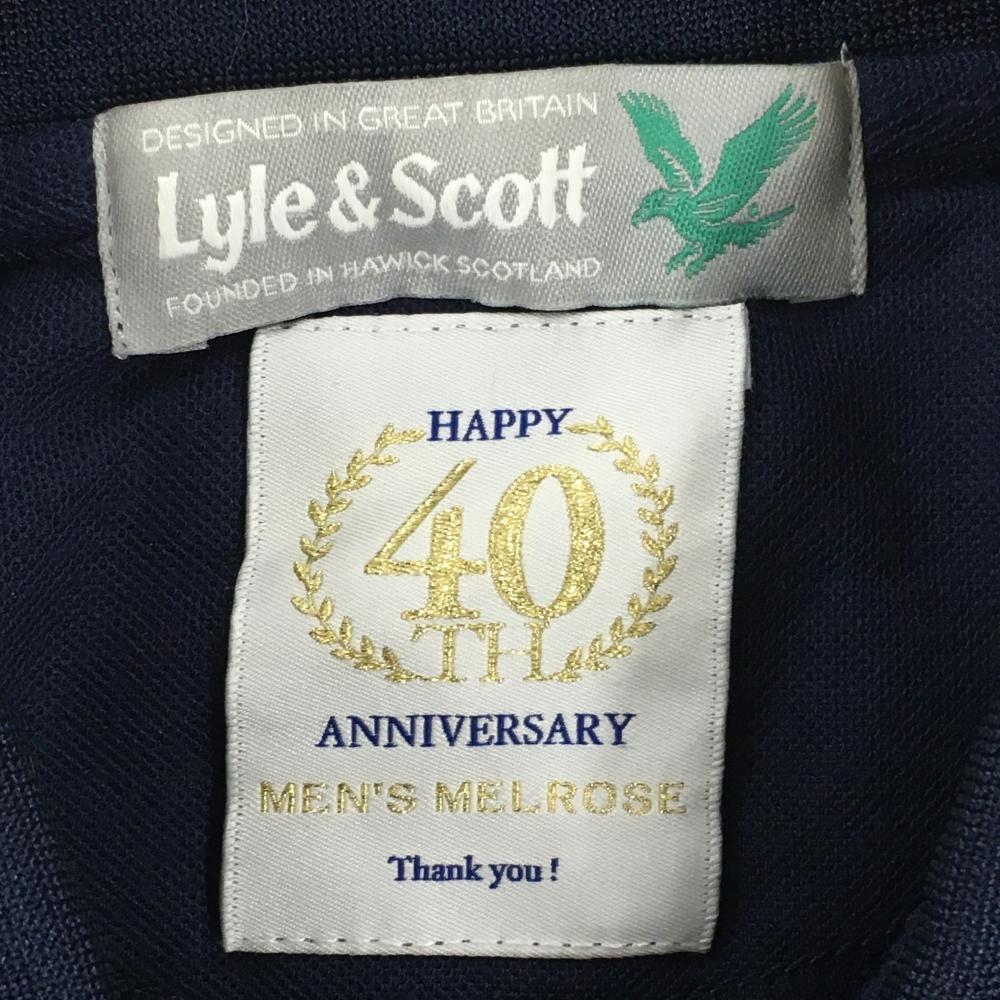 DESIGNED IN GREAT BRITAIN
Lyle & Scott
FOUNDED IN HAWICK SCOTLAND
HAPPY
40
TH
ANNIVERSARY
MEN'S MELROSE
Thank you !